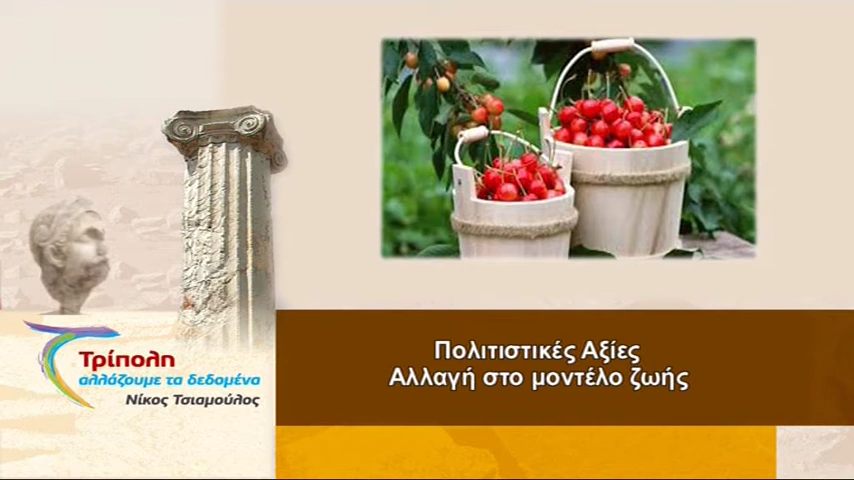 Πολιτιστικές Αξίες
Αλλαγή στο μοντέλο ζωής
Τρίπολη
αλλάζουμε τα δεδομένα
Νίκος Τσιαμούλος